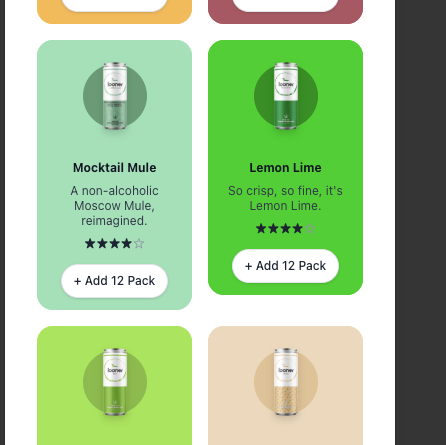 Mocktail Mule
A non-alcoholic
Moscow Mule,
reimagined.
+ Add 12 Pack
Lemon Lime
So crisp, so fine, it's
Lemon Lime.
+ Add 12 Pack